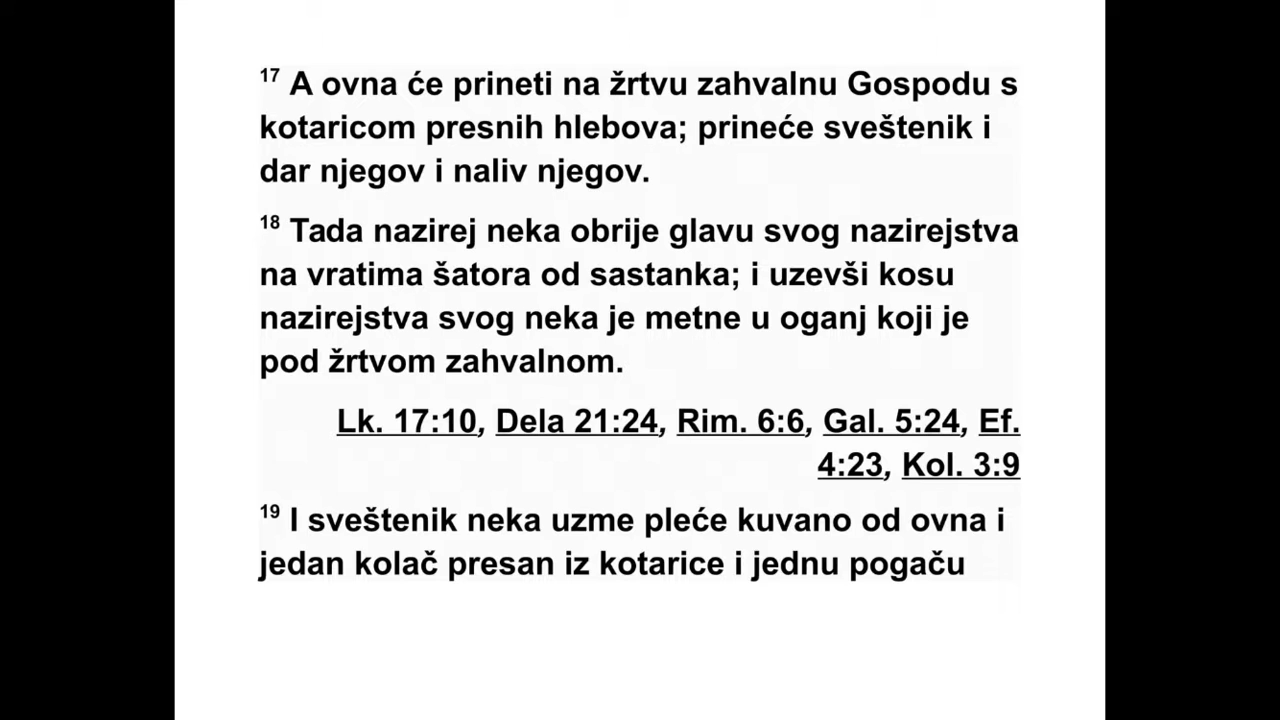 17 A ovna će prineti na žrtvu zahvalnu Gospodu s
kotaricom presnih hlebova; prineće sveštenik i
dar njegov i naliv njegov.
18 Tada nazirej neka obrije glavu svog nazirejstva
na vratima šatora od sastanka; i uzevši kosu
nazirejstva svog neka je metne u oganj koji je
pod žrtvom zahvalnom.
Lk. 17:10, Dela 21:24, Rim. 6:6, Gal. 5:24, Ef.
4:23, Kol. 3:9
19 I sveštenik neka uzme pleće kuvano od ovna i
jedan kolač presan iz kotarice i jednu pogaču